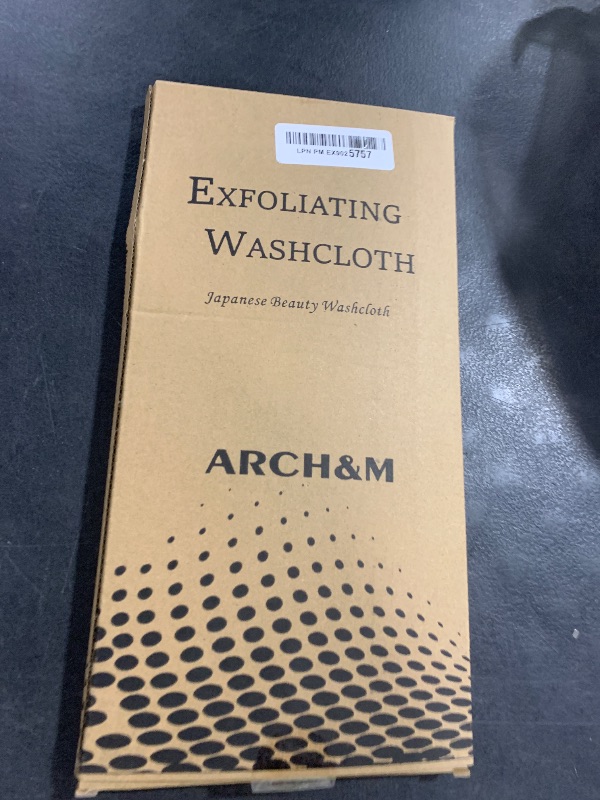 LPN PM EX9025757
EXFOLIATING
WASHCLOTH
Japanese Beauty Washcloth
ARCH&M